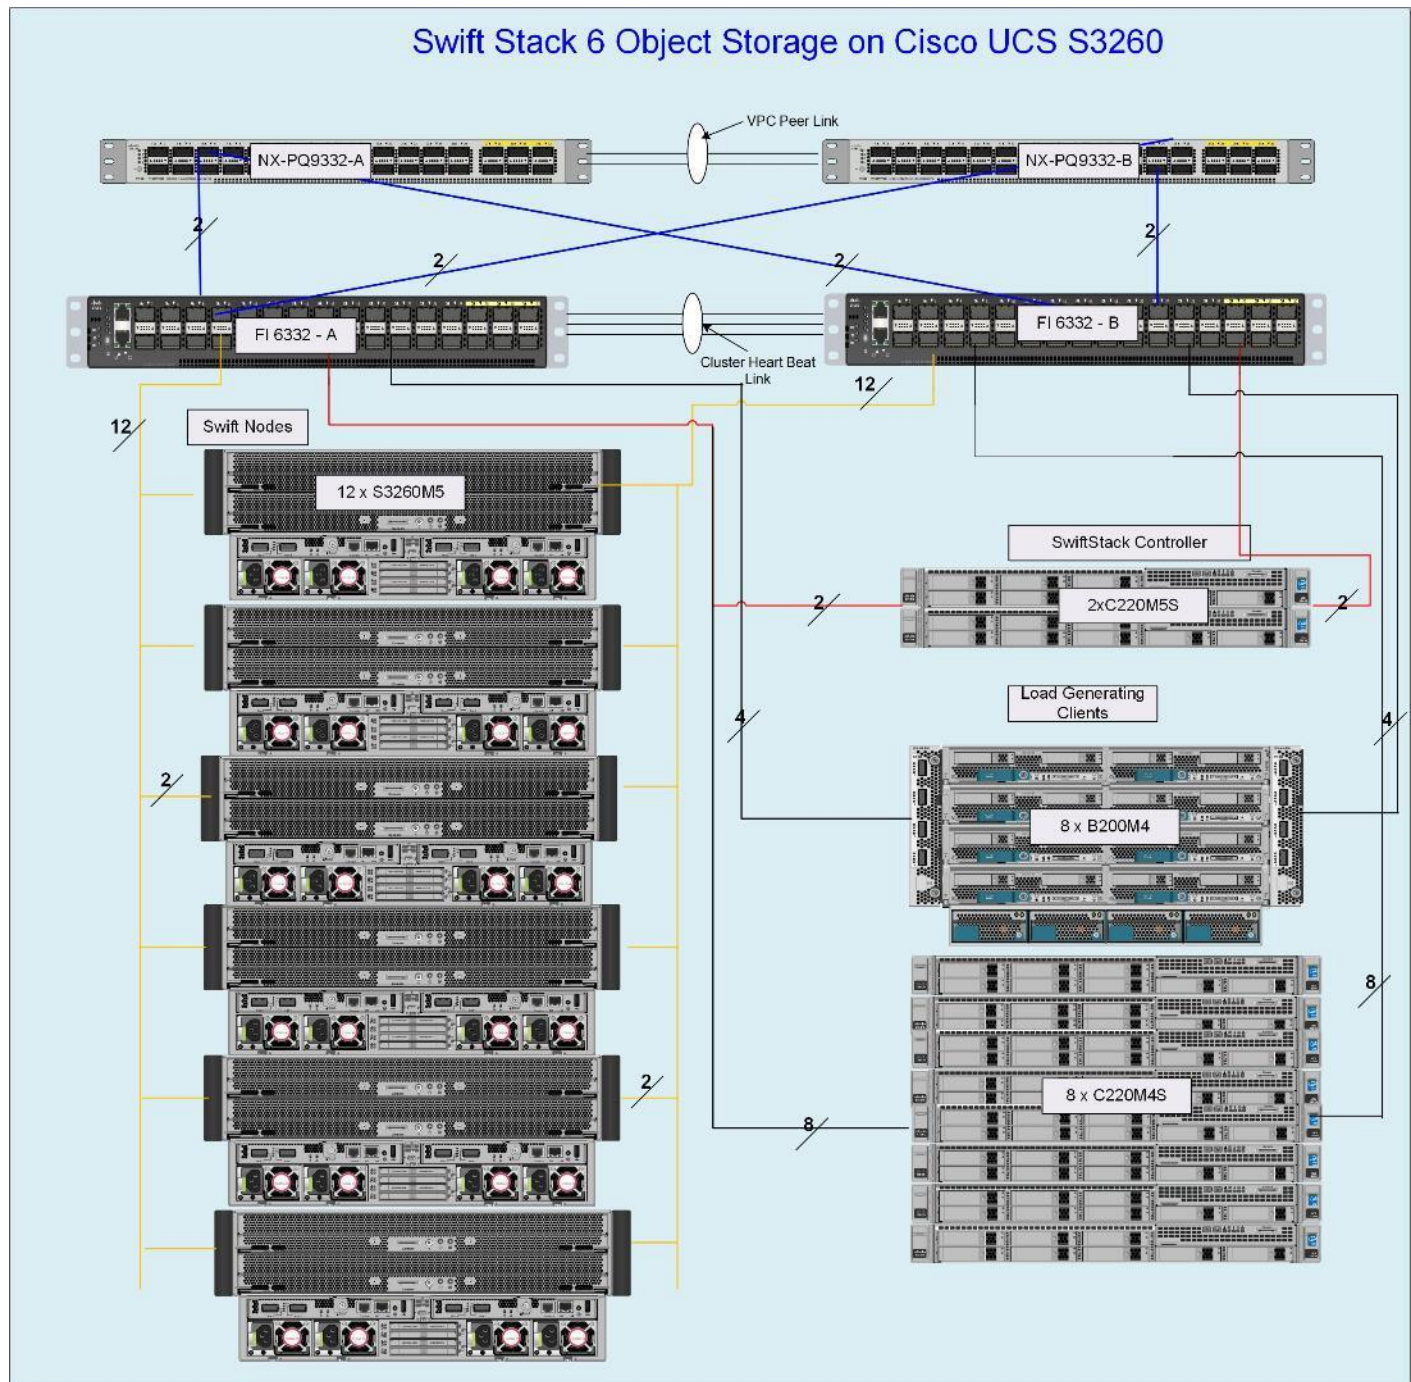 Swift Stack 6 Object Storage on Cisco UCS S3260
VPC Peer Link
NX-PQ9332-A
NX-PQ9332-B
2
2
2
2
FI 6332 - A
FI 6332 - B
Cluster Heart Beat
Link
12
12
Swift Nodes
12 x S3260M5
SwiftStack Controller
2xC220M5S
2
2
Load Generating
Clients
4
4
2
8 x B200M4
8
2
8 x C220M4S
8